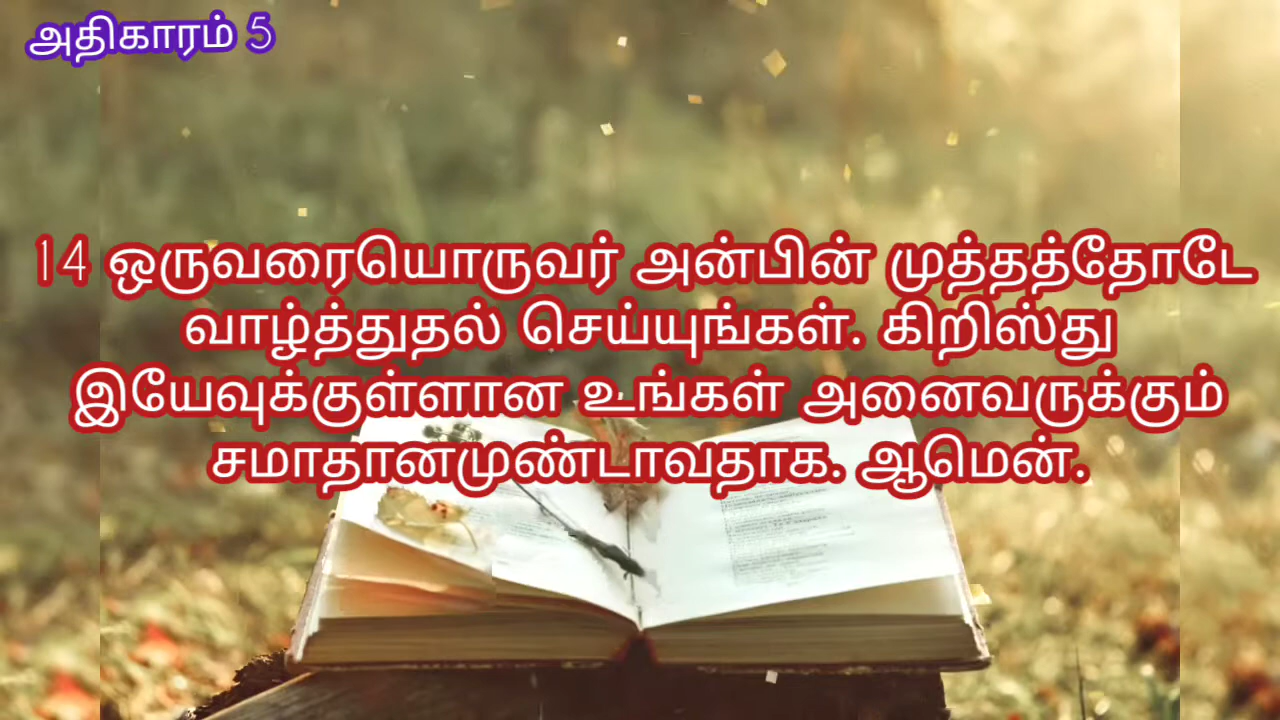 அதிகாரம் 5
14 ஒருவரையொருவர் அன்பின் முத்தத்தோடே
வாழ்த்துதல் செய்யுங்கள். கிறிஸ்து
இயேவுக்குள்ளான உங்கள் அனைவருக்கும்
சமாதானமுண்டாவதாக. ஆமென்.